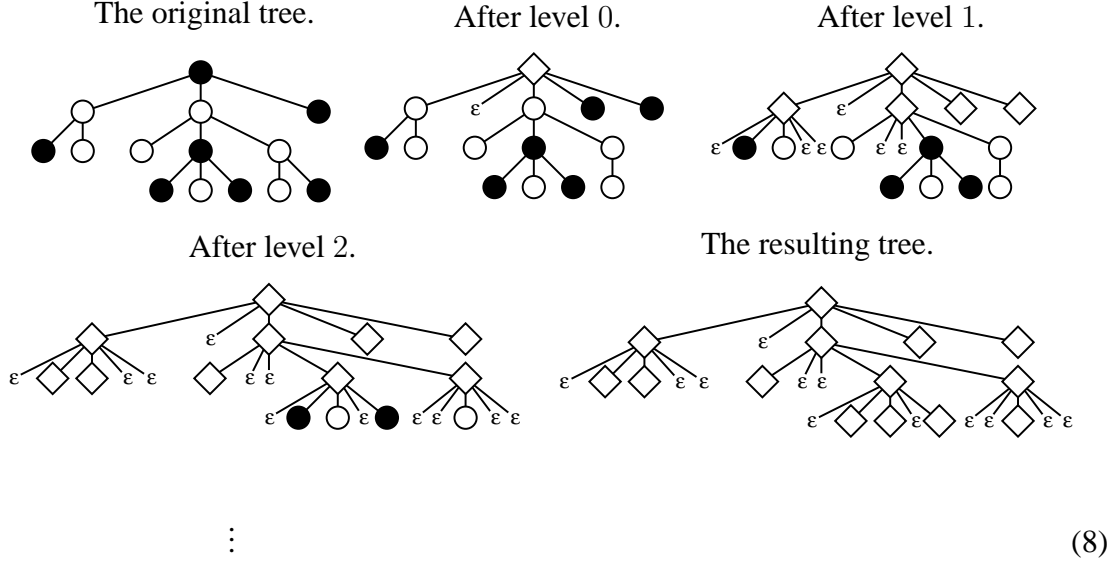 The original tree. After level 0. After level 1.
ε ε
ε ε ε ε ε
After level 2. The resulting tree.
ε ε
ε ε ε ε ε ε ε ε ε ε
ε ε ε ε ε ε ε ε ε ε ε ε
⋮ (8)